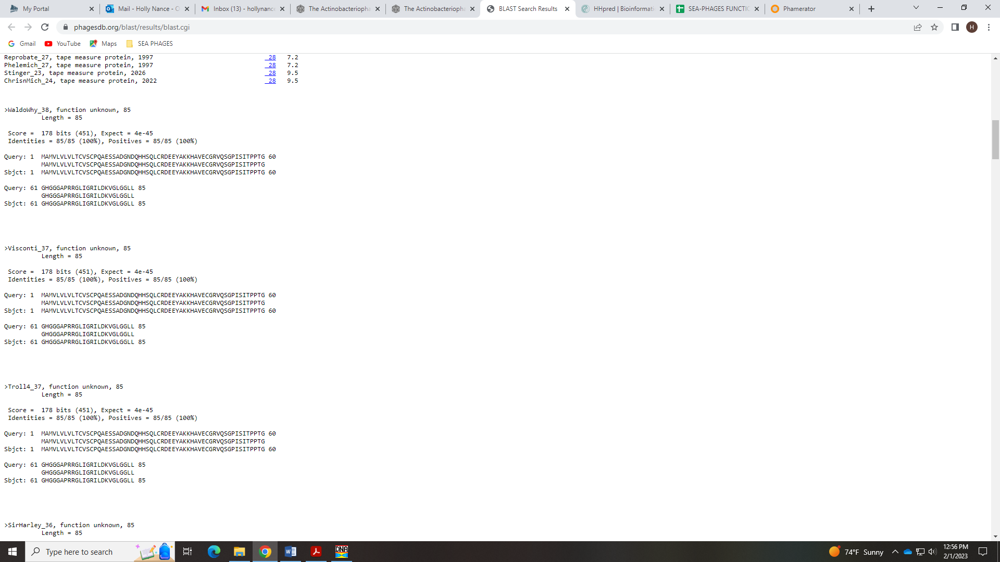 My Portal
Mail - Holly Nance - O
Inbox (13) - hollynance
The Actinobacteriopha
The Actinobacteriopha
BLAST Search Results
HHpred | Bioinformati
SEA-PHAGES FUNCTIO
Phamerator
phagesdb.org/blast/results/blast.cgi
H
Gmail
YouTube
Maps
SEA PHAGES
Reprobate_27, tape measure protein, 1997 28 7.2
Phelemich_27, tape measure protein, 1997 28 7.2
Stinger_23, tape measure protein, 2026 28 9.5
ChrisnMich_24, tape measure protein, 2022 28 9.5
>WaldoWhy_38, function unknown, 85
Length = 85
Score = 178 bits (451), Expect = 4e-45
Identities = 85/85 (100%), Positives = 85/85 (100%)
Query: 1 MAMVLVLVLTCVSCPQAESSADGNDQHHSQLCRDEEYAKKHAVECGRVQSGPISITPPTG 60
MAMVLVLVLTCVSCPQAESSADGNDQHHSQLCRDEEYAKKHAVECGRVQSGPISITPPTG
Sbjct: 1 MAMVLVLVLTCVSCPQAESSADGNDQHHSQLCRDEEYAKKHAVECGRVQSGPISITPPTG 60
Query: 61 GHGGGAPRRGLIGRILDKVGLGGLL 85
GHGGGAPRRGLIGRILDKVGLGGLL
Sbjct: 61 GHGGGAPRRGLIGRILDKVGLGGLL 85
>Visconti_37, function unknown, 85
Length = 85
Score = 178 bits (451), Expect = 4e-45
Identities = 85/85 (100%), Positives = 85/85 (100%)
Query: 1 MAMVLVLVLTCVSCPQAESSADGNDQHHSQLCRDEEYAKKHAVECGRVQSGPISITPPTG 60
MAMVLVLVLTCVSCPQAESSADGNDQHHSQLCRDEEYAKKHAVECGRVQSGPISITPPTG
Sbjct: 1 MAMVLVLVLTCVSCPQAESSADGNDQHHSQLCRDEEYAKKHAVECGRVQSGPISITPPTG 60
Query: 61 GHGGGAPRRGLIGRILDKVGLGGLL 85
GHGGGAPRRGLIGRILDKVGLGGLL
Sbjct: 61 GHGGGAPRRGLIGRILDKVGLGGLL 85
>Troll4_37, function unknown, 85
Length = 85
Score = 178 bits (451), Expect = 4e-45
Identities = 85/85 (100%), Positives = 85/85 (100%)
Query: 1 MAMVLVLVLTCVSCPQAESSADGNDQHHSQLCRDEEYAKKHAVECGRVQSGPISITPPTG 60
MAMVLVLVLTCVSCPQAESSADGNDQHHSQLCRDEEYAKKHAVECGRVQSGPISITPPTG
Sbjct: 1 MAMVLVLVLTCVSCPQAESSADGNDQHHSQLCRDEEYAKKHAVECGRVQSGPISITPPTG 60
Query: 61 GHGGGAPRRGLIGRILDKVGLGGLL 85
GHGGGAPRRGLIGRILDKVGLGGLL
Sbjct: 61 GHGGGAPRRGLIGRILDKVGLGGLL 85
>SirHarley_36, function unknown, 85
Length = 85
Type here to search
DNA
74°F Sunny
12:56 PM
2/1/2023